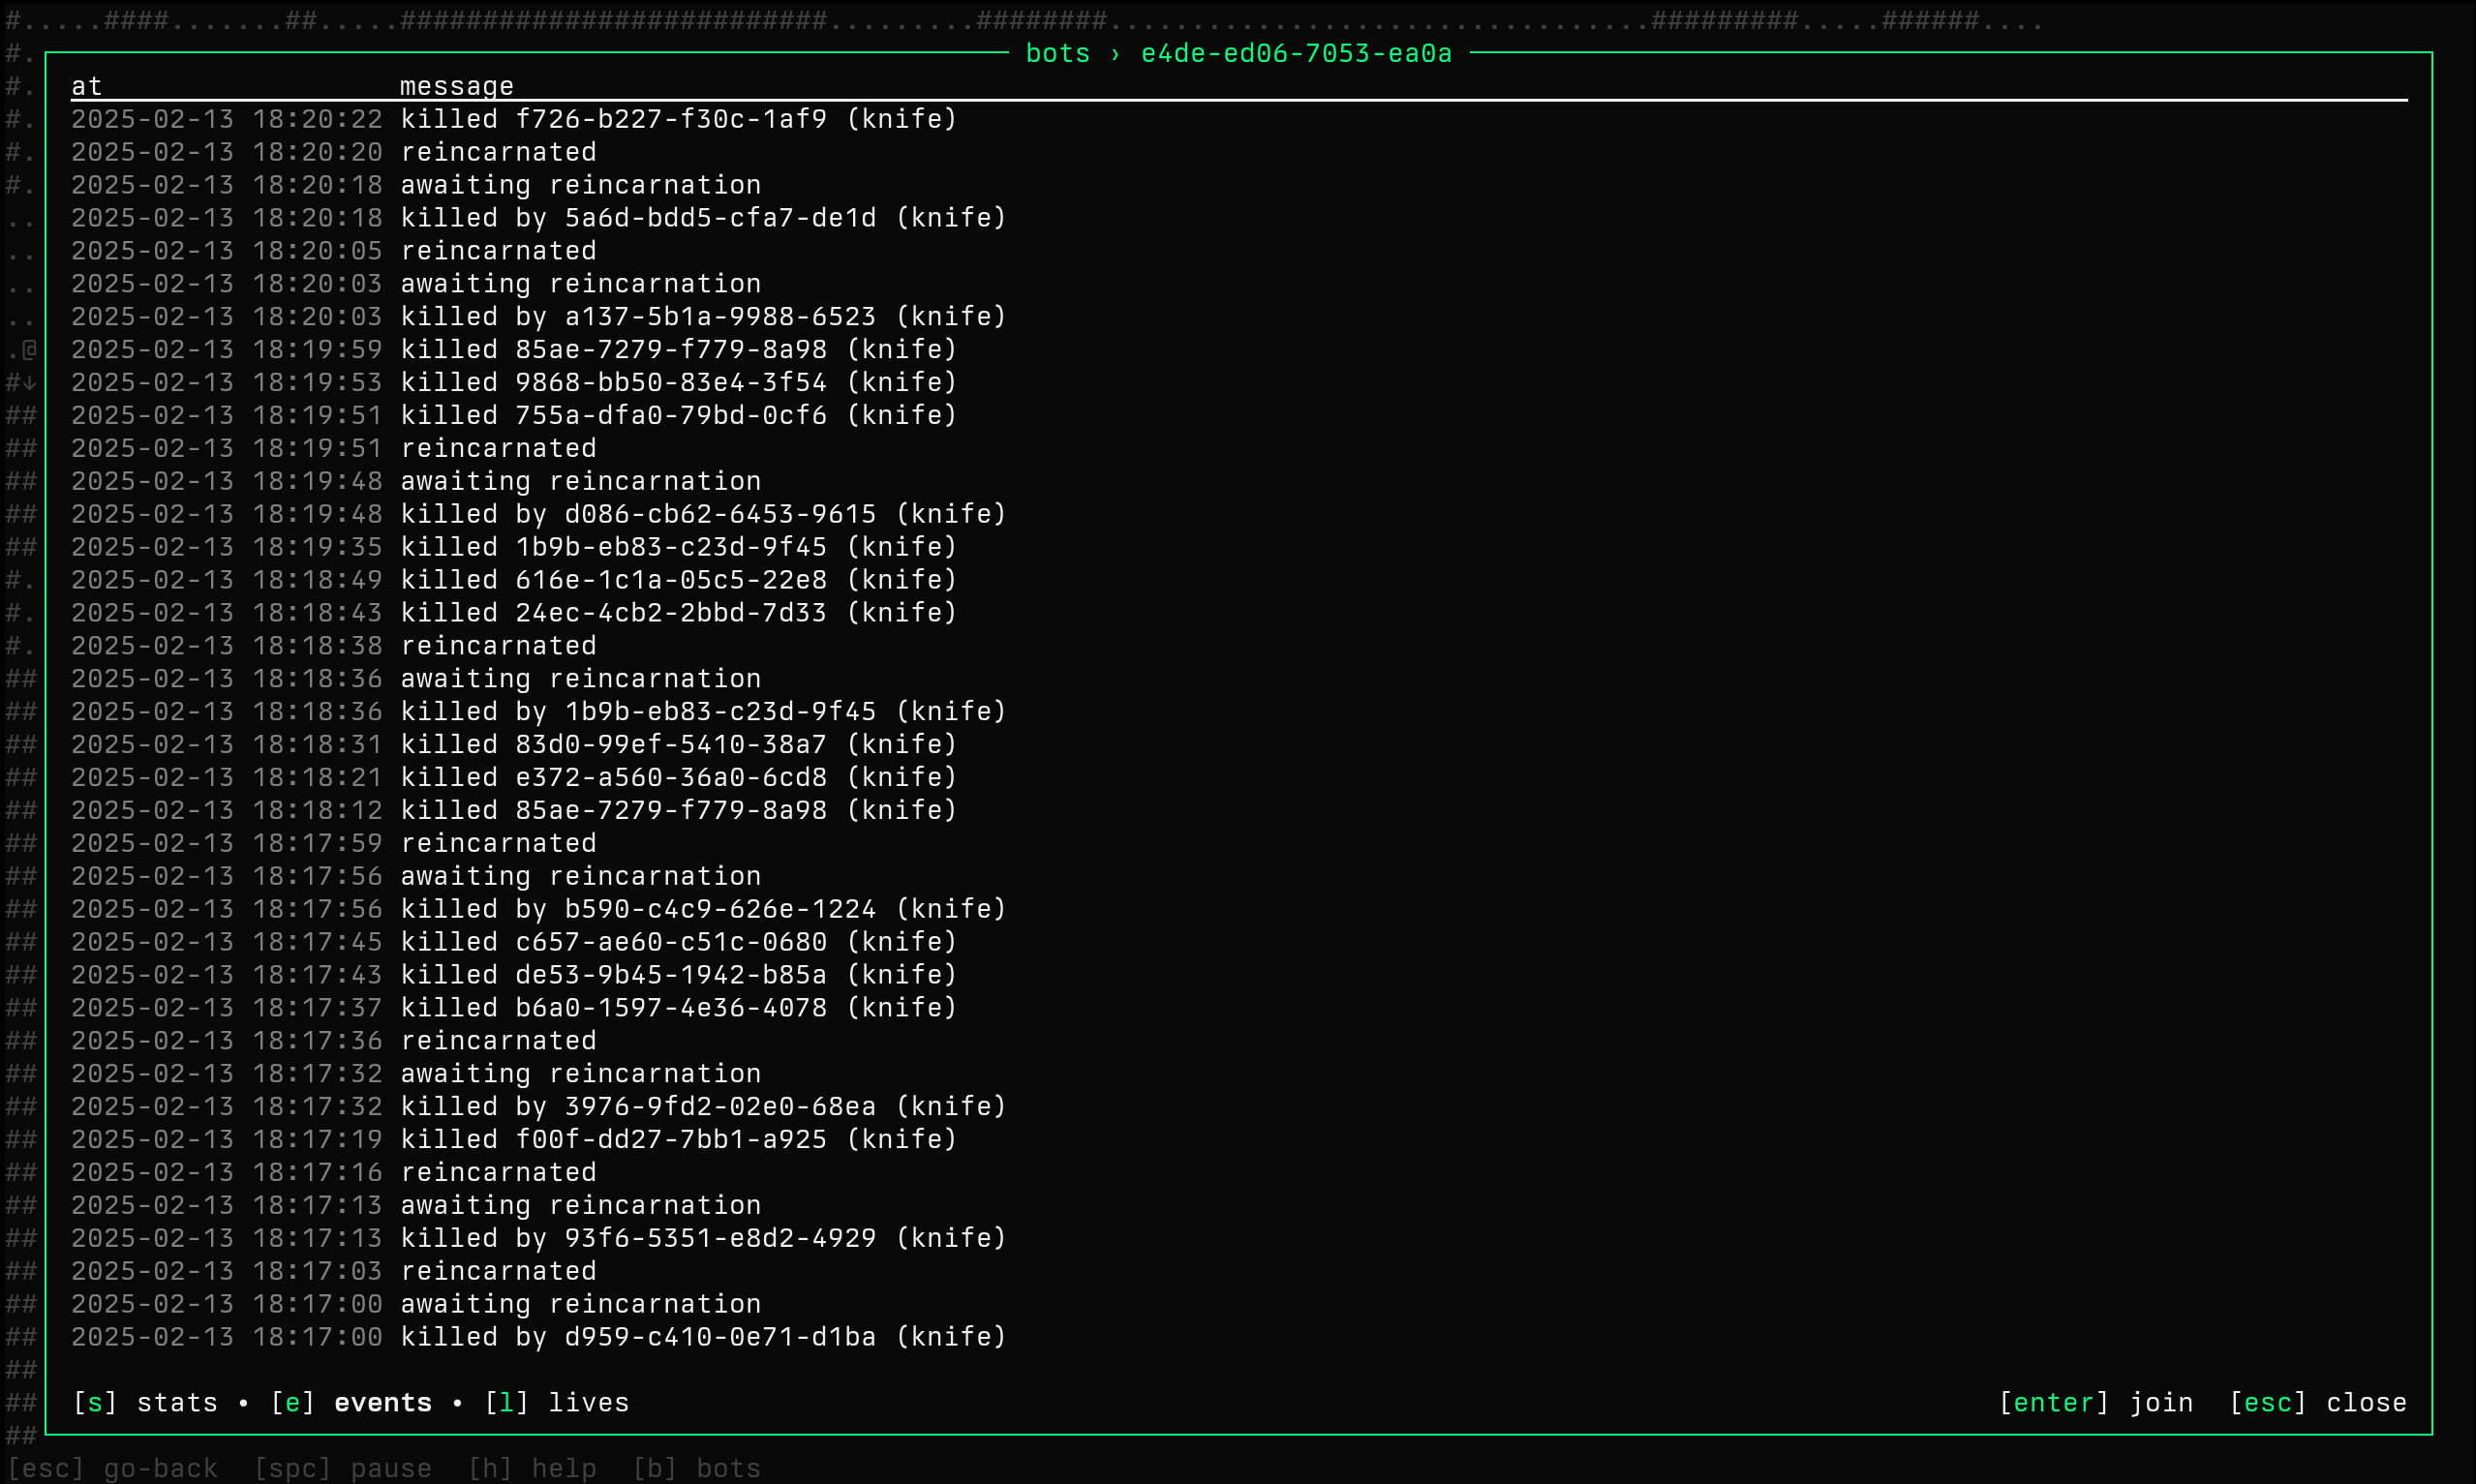 #.....####.......##.....##########################.........########.................................#########.....######....
#. bots › e4de-ed06-7053-ea0a
#. at message
#. 2025-02-13 18:20:22 killed f726-b227-f30c-1af9 (knife)
#. 2025-02-13 18:20:20 reincarnated
#. 2025-02-13 18:20:18 awaiting reincarnation
.. 2025-02-13 18:20:18 killed by 5a6d-bdd5-cfa7-de1d (knife)
.. 2025-02-13 18:20:05 reincarnated
.. 2025-02-13 18:20:03 awaiting reincarnation
.. 2025-02-13 18:20:03 killed by a137-5b1a-9988-6523 (knife)
.@ 2025-02-13 18:19:59 killed 85ae-7279-f779-8a98 (knife)
#↓ 2025-02-13 18:19:53 killed 9868-bb50-83e4-3f54 (knife)
## 2025-02-13 18:19:51 killed 755a-dfa0-79bd-0cf6 (knife)
## 2025-02-13 18:19:51 reincarnated
## 2025-02-13 18:19:48 awaiting reincarnation
## 2025-02-13 18:19:48 killed by d086-cb62-6453-9615 (knife)
## 2025-02-13 18:19:35 killed 1b9b-eb83-c23d-9f45 (knife)
#. 2025-02-13 18:18:49 killed 616e-1c1a-05c5-22e8 (knife)
#. 2025-02-13 18:18:43 killed 24ec-4cb2-2bbd-7d33 (knife)
#. 2025-02-13 18:18:38 reincarnated
## 2025-02-13 18:18:36 awaiting reincarnation
## 2025-02-13 18:18:36 killed by 1b9b-eb83-c23d-9f45 (knife)
## 2025-02-13 18:18:31 killed 83d0-99ef-5410-38a7 (knife)
## 2025-02-13 18:18:21 killed e372-a560-36a0-6cd8 (knife)
## 2025-02-13 18:18:12 killed 85ae-7279-f779-8a98 (knife)
## 2025-02-13 18:17:59 reincarnated
## 2025-02-13 18:17:56 awaiting reincarnation
## 2025-02-13 18:17:56 killed by b590-c4c9-626e-1224 (knife)
## 2025-02-13 18:17:45 killed c657-ae60-c51c-0680 (knife)
## 2025-02-13 18:17:43 killed de53-9b45-1942-b85a (knife)
## 2025-02-13 18:17:37 killed b6a0-1597-4e36-4078 (knife)
## 2025-02-13 18:17:36 reincarnated
## 2025-02-13 18:17:32 awaiting reincarnation
## 2025-02-13 18:17:32 killed by 3976-9fd2-02e0-68ea (knife)
## 2025-02-13 18:17:19 killed f00f-dd27-7bb1-a925 (knife)
## 2025-02-13 18:17:16 reincarnated
## 2025-02-13 18:17:13 awaiting reincarnation
## 2025-02-13 18:17:13 killed by 93f6-5351-e8d2-4929 (knife)
## 2025-02-13 18:17:03 reincarnated
## 2025-02-13 18:17:00 awaiting reincarnation
## 2025-02-13 18:17:00 killed by d959-c410-0e71-d1ba (knife)
##
## [s] stats • [e] events • [l] lives [enter] join [esc] close
##
[esc] go-back [spc] pause [h] help [b] bots